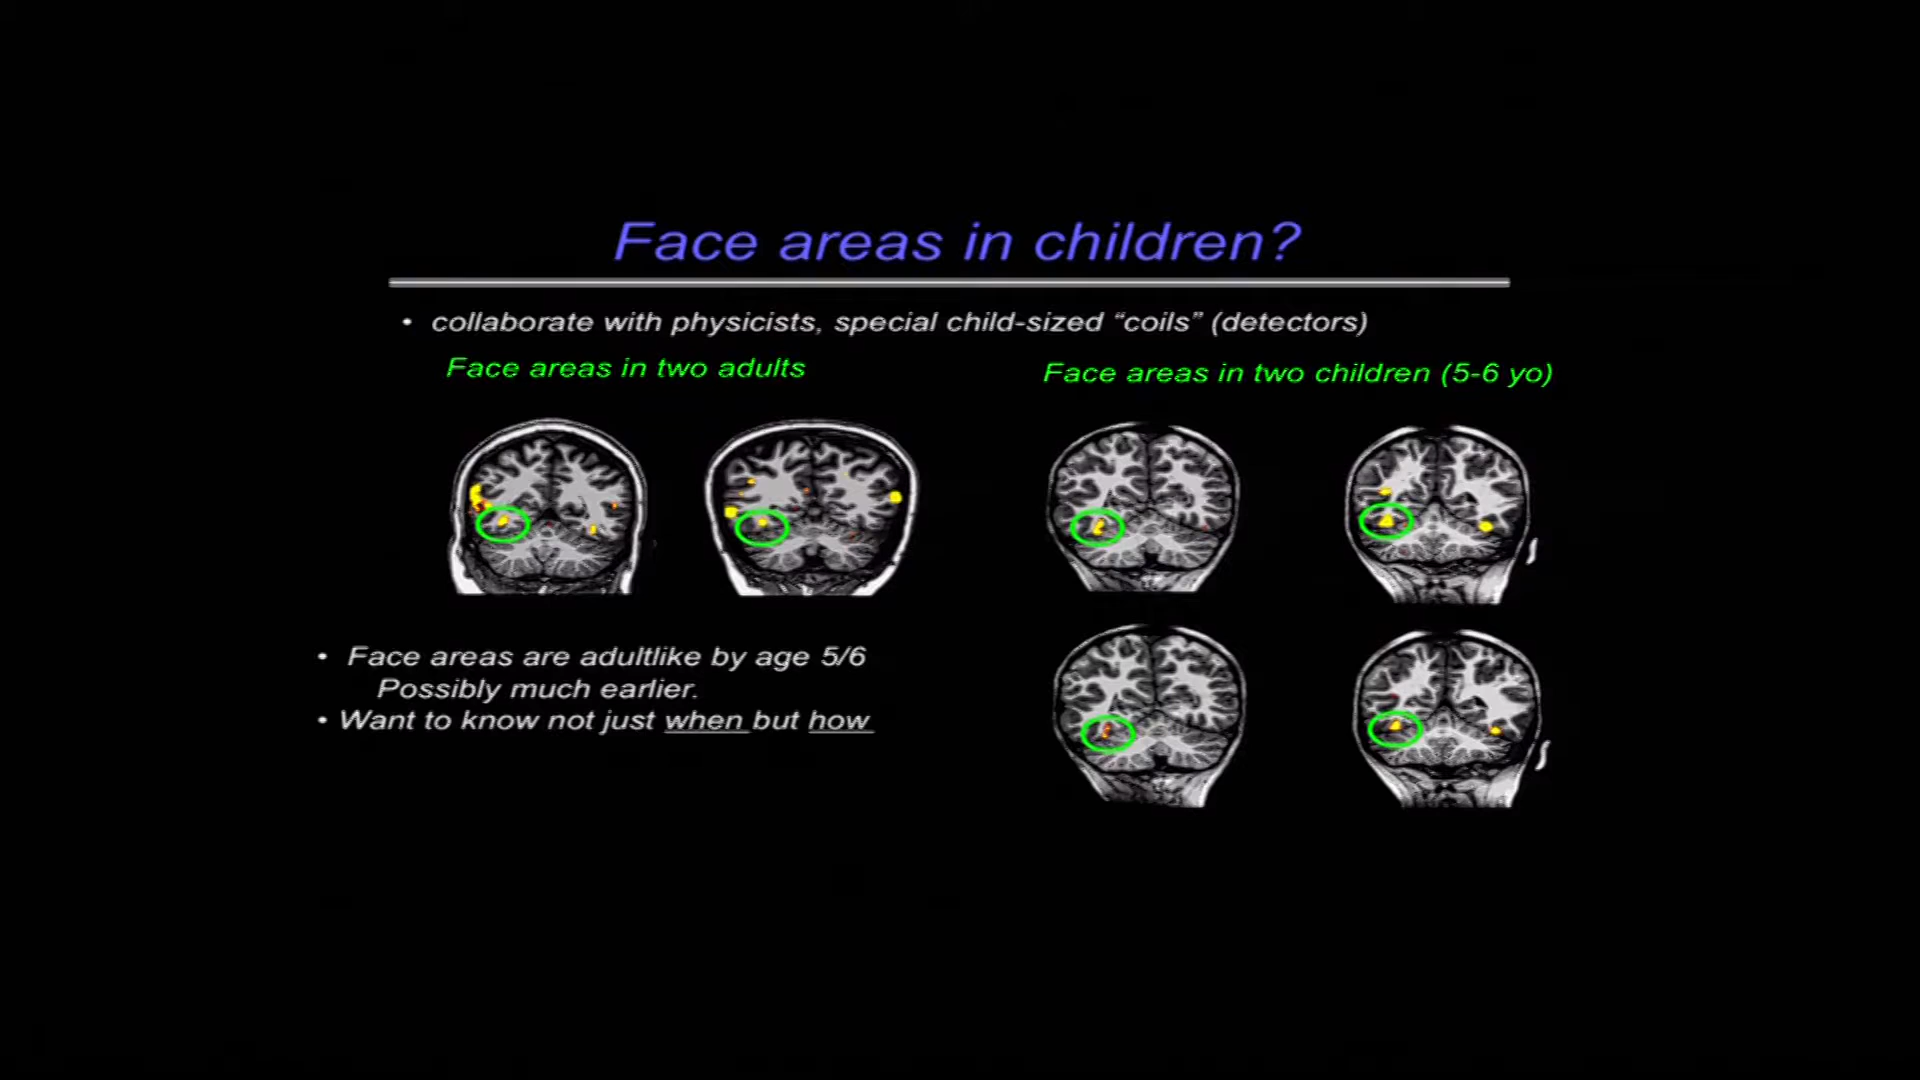 Face areas in children?
• collaborate with physicists, special child-sized “coils” (detectors)
Face areas in two adults
Face areas in two children (5-6 yo)
• Face areas are adultlike by age 5/6
Possibly much earlier.
• Want to know not just when but how